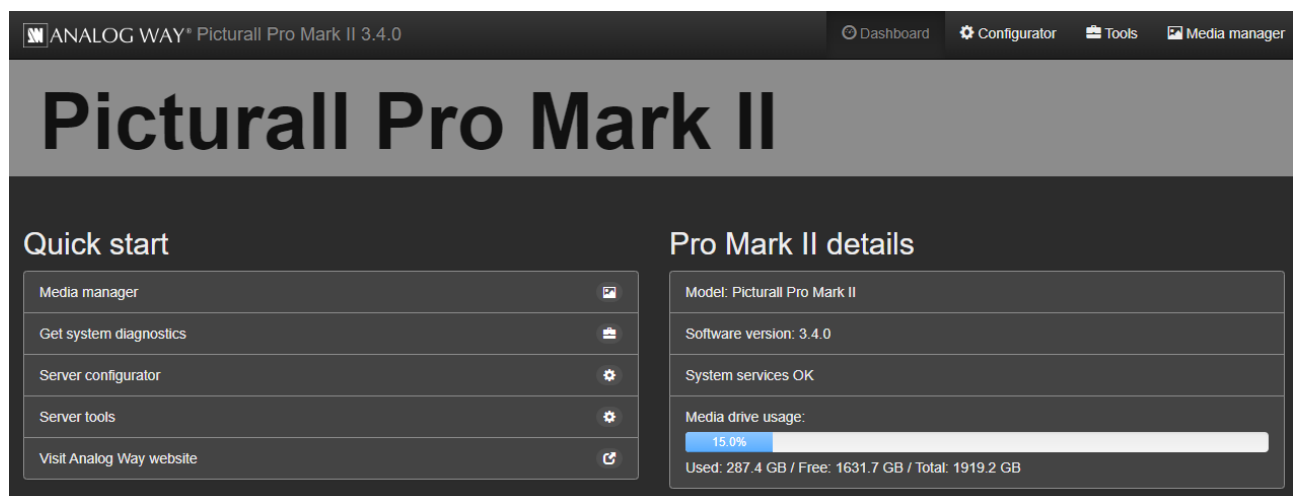 ANALOG WAY® Picturall Pro Mark II 3.4.0
Dashboard
Configurator
Tools
Media manager
Picturall Pro Mark II
Quick start
Media manager
Get system diagnostics
Server configurator
Server tools
Visit Analog Way website
Pro Mark II details
Model: Picturall Pro Mark II
Software version: 3.4.0
System services OK
Media drive usage:
15.0%
Used: 287.4 GB / Free: 1631.7 GB / Total: 1919.2 GB